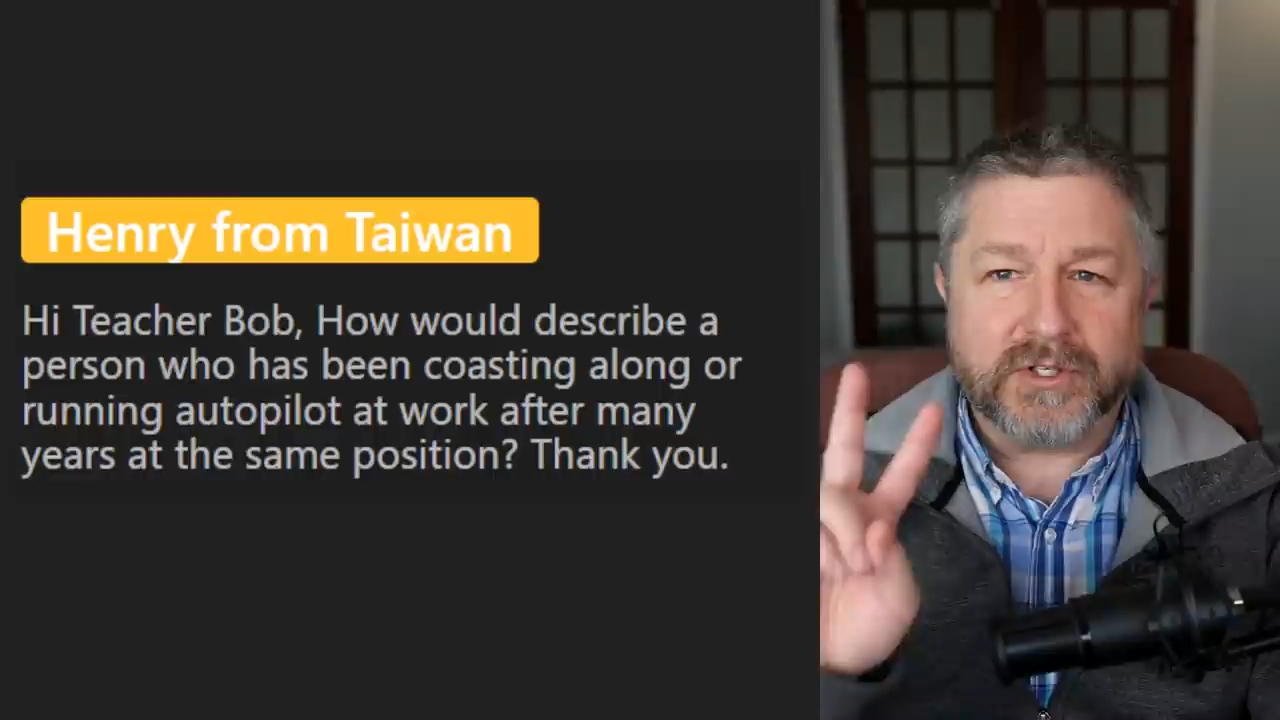 Henry from Taiwan
Hi Teacher Bob, How would describe a
person who has been coasting along or
running autopilot at work after many
years at the same position? Thank you.